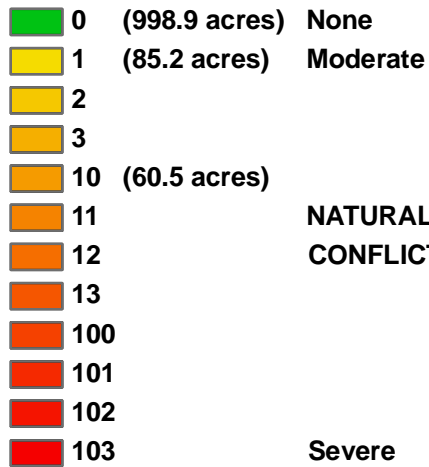 0 (998.9 acres) None
1 (85.2 acres) Moderate
2
3
10 (60.5 acres)
11 NATURAL
12 CONFLICT
13
100
101
102
103 Severe